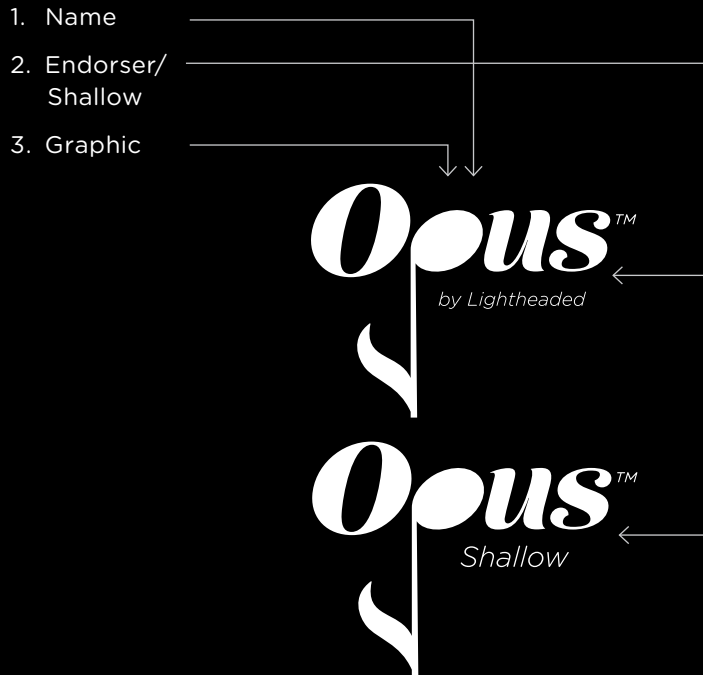 1. Name
2. Endorser/
Shallow
3. Graphic
Opus™
by Lightheaded
Opus™
Shallow